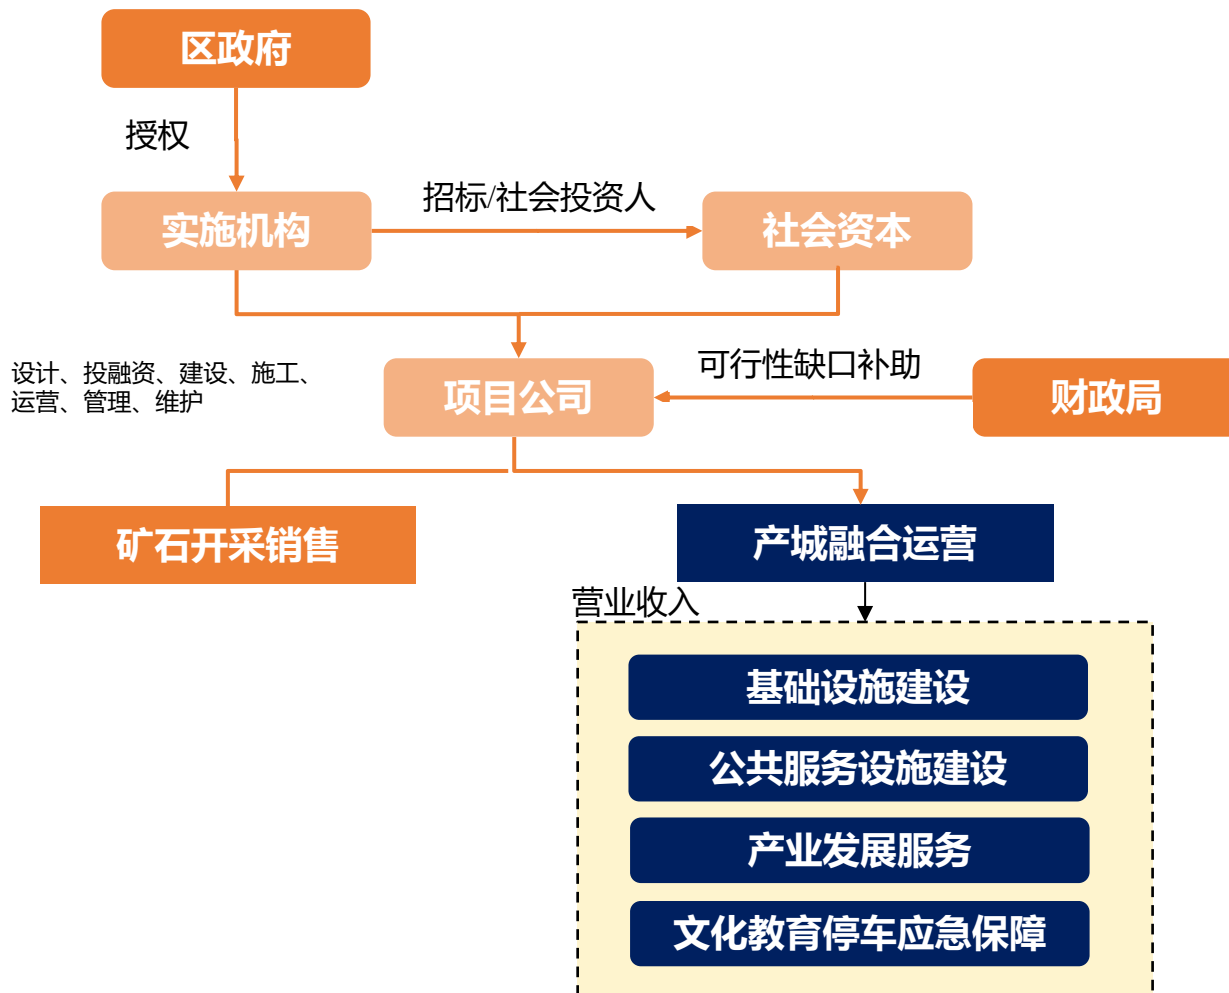 区政府
授权
招标/社会投资人
实施机构
社会资本
设计、投融资、建设、施工、
运营、管理、维护
可行性缺口补助
项目公司
财政局
矿石开采销售
产城融合运营
营业收入
基础设施建设
公共服务设施建设
产业发展服务
文化教育停车应急保障